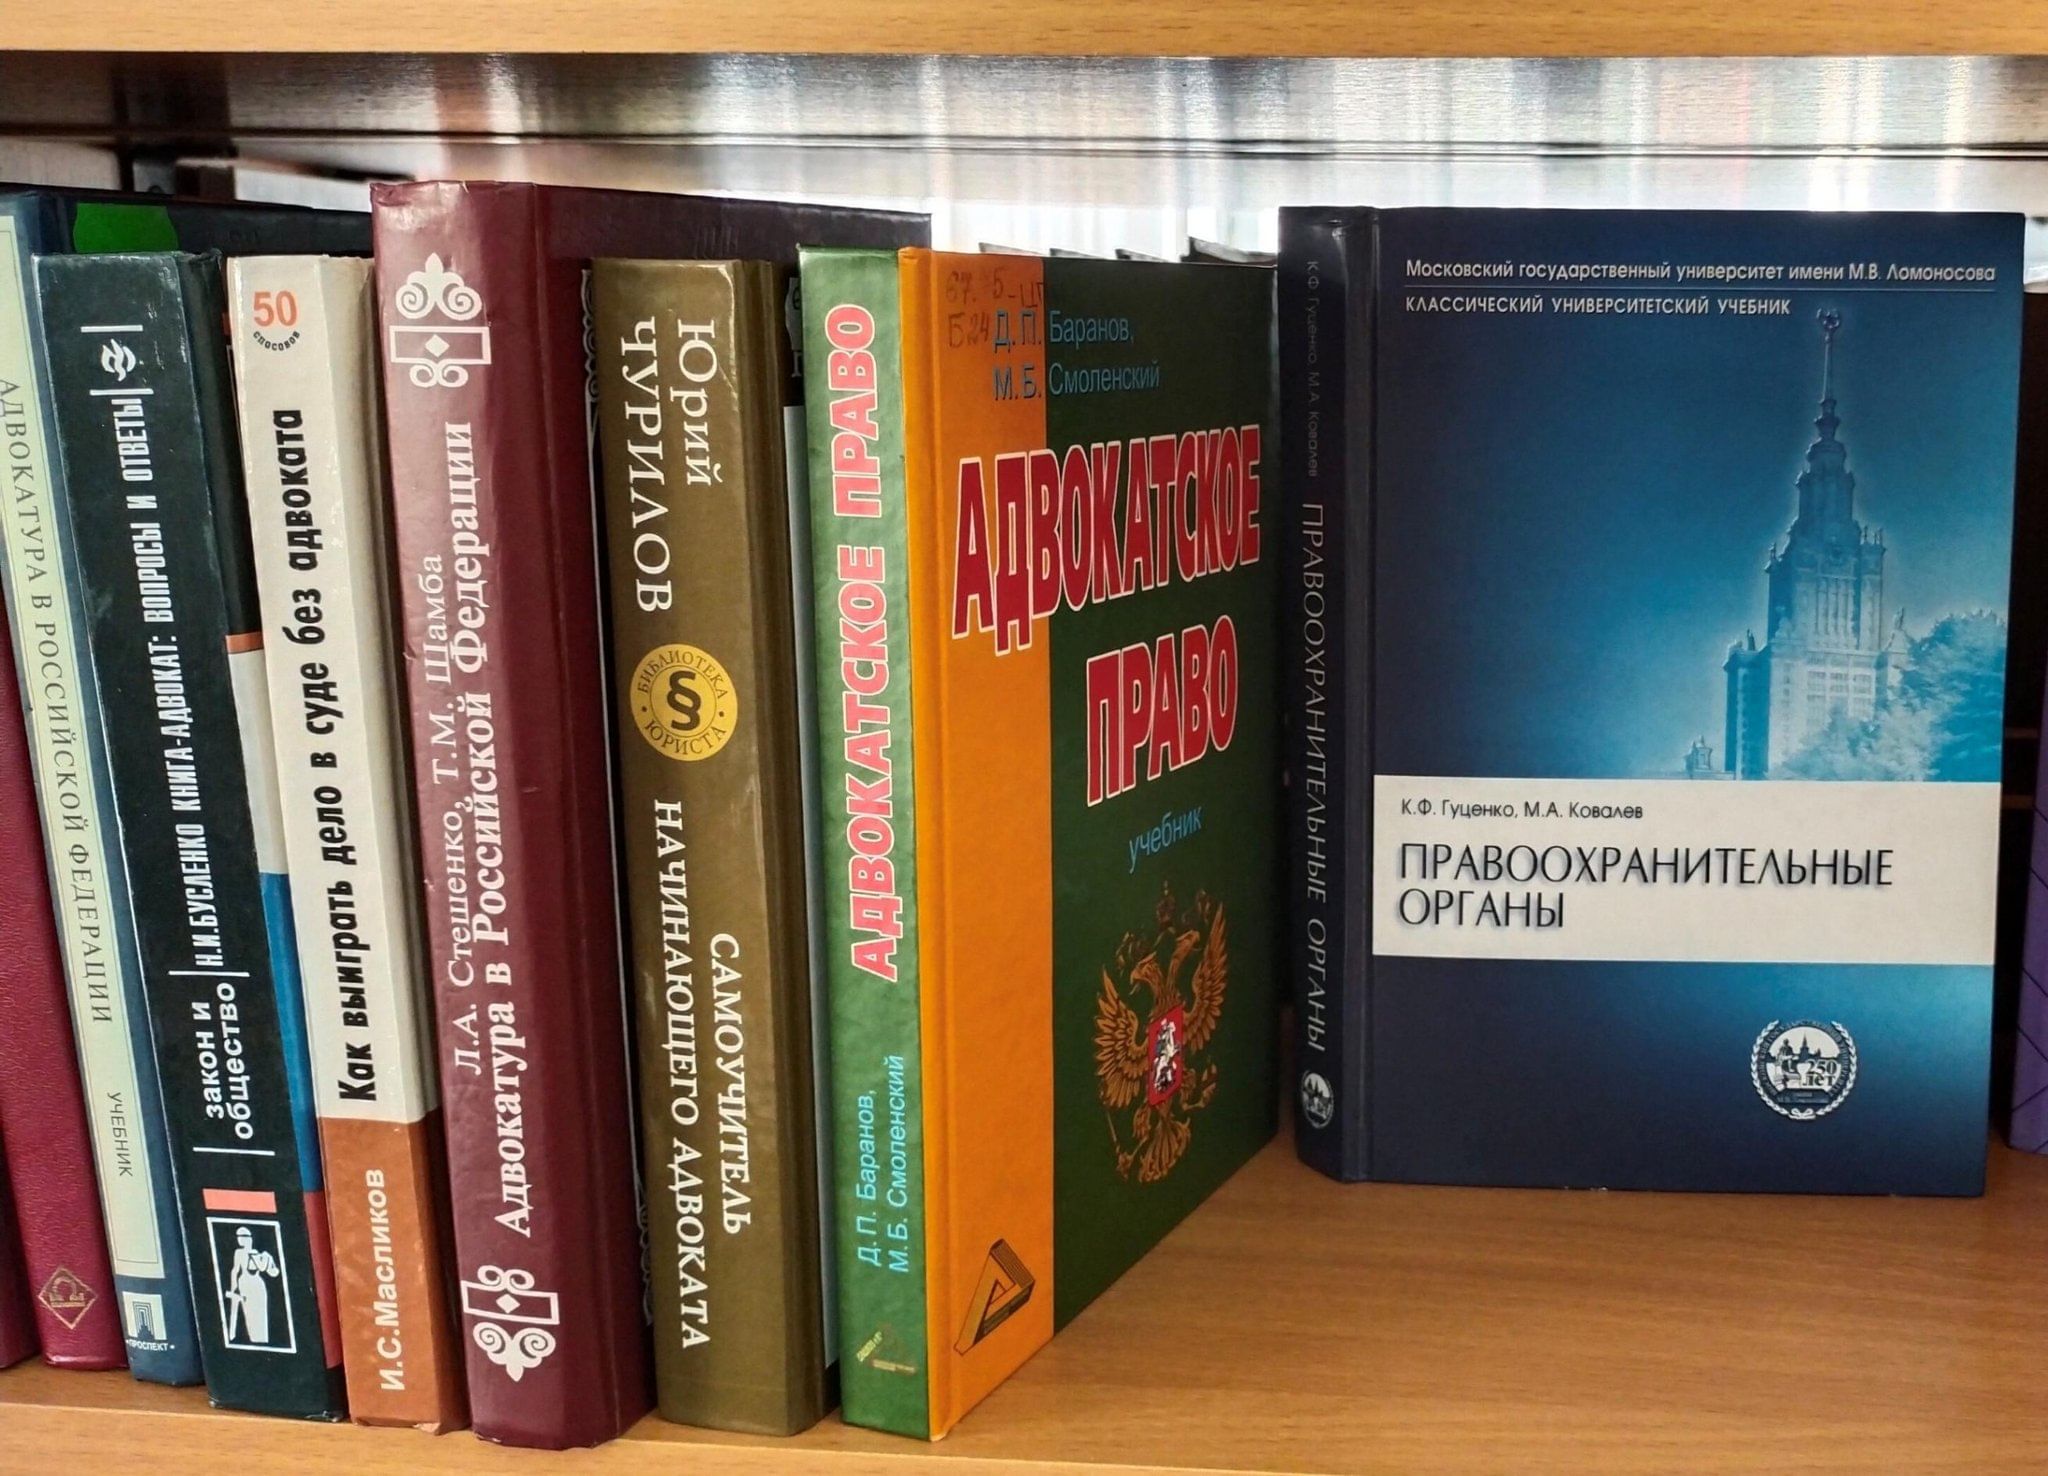 АДВОКАТУРА В РОССИЙСКОЙ ФЕДЕРАЦИИ
УЧЕБНИК
·ПРОСПЕКТ·
Н.И.БУСЛЕНКО КНИГА-АДВОКАТ: ВОПРОСЫ И ОТВЕТЫ
закон и
общество
50
способов
Как выиграть дело в суде без адвоката
И.С.Масликов
Л.А. Стешенко, Т.М. Шамба
Адвокатура в Российской Федерации
Юрий
ЧУРИЛОВ
БИБЛИОТЕКА
· ЮРИСТА ·
§
САМОУЧИТЕЛЬ
НАЧИНАЮЩЕГО АДВОКАТА
АДВОКАТСКОЕ ПРАВО
Д.П. Баранов,
М.Б. Смоленский
Б24
Д.П. Баранов,
М.Б. Смоленский
АДВОКАТСКОЕ
ПРАВО
учебник
К.Ф. Гуценко, М.А. Ковалев ПРАВООХРАНИТЕЛЬНЫЕ ОРГАНЫ
Московский государственный университет имени М.В. Ломоносова
КЛАССИЧЕСКИЙ УНИВЕРСИТЕТСКИЙ УЧЕБНИК
К.Ф. Гуценко, М.А. Ковалев
ПРАВООХРАНИТЕЛЬНЫЕ
ОРГАНЫ
250
лет